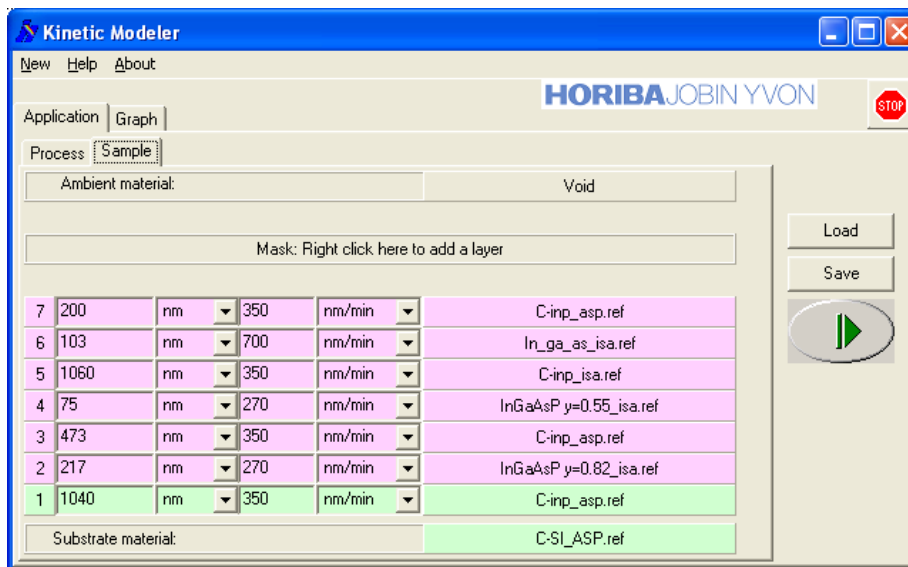 Kinetic Modeler
New Help About
HORIBAJOBIN YVON
STOP
Application Graph
Process Sample
Ambient material: Void
Mask: Right click here to add a layer
Load
Save
7 200 nm 350 nm/min C-inp_asp.ref
6 103 nm 700 nm/min In_ga_as_isa.ref
5 1060 nm 350 nm/min C-inp_isa.ref
4 75 nm 270 nm/min InGaAsP y=0.55_isa.ref
3 473 nm 350 nm/min C-inp_asp.ref
2 217 nm 270 nm/min InGaAsP y=0.82_isa.ref
1 1040 nm 350 nm/min C-inp_asp.ref
Substrate material: C-SI_ASP.ref